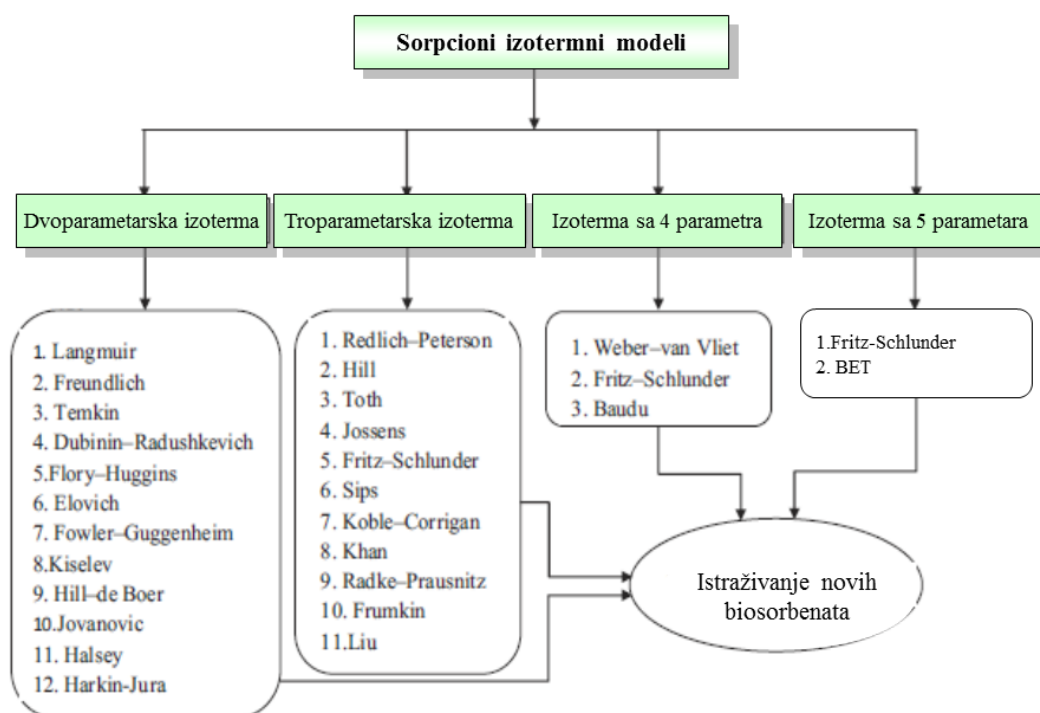 Sorpcioni izotermni modeli
Dvoparametarska izoterma
Troparametarska izoterma
Izoterma sa 4 parametra
Izoterma sa 5 parametara
1. Langmuir
2. Freundlich
3. Temkin
4. Dubinin–Radushkevich
5.Flory–Huggins
6. Elovich
7. Fowler–Guggenheim
8.Kiselev
9. Hill–de Boer
10.Jovanovic
11. Halsey
12. Harkin-Jura
1. Redlich–Peterson
2. Hill
3. Toth
4. Jossens
5. Fritz–Schlunder
6. Sips
7. Koble–Corrigan
8. Khan
9. Radke–Prausnitz
10. Frumkin
11.Liu
1. Weber–van Vliet
2. Fritz–Schlunder
3. Baudu
1.Fritz-Schlunder
2. BET
Istraživanje novih
biosorbenata